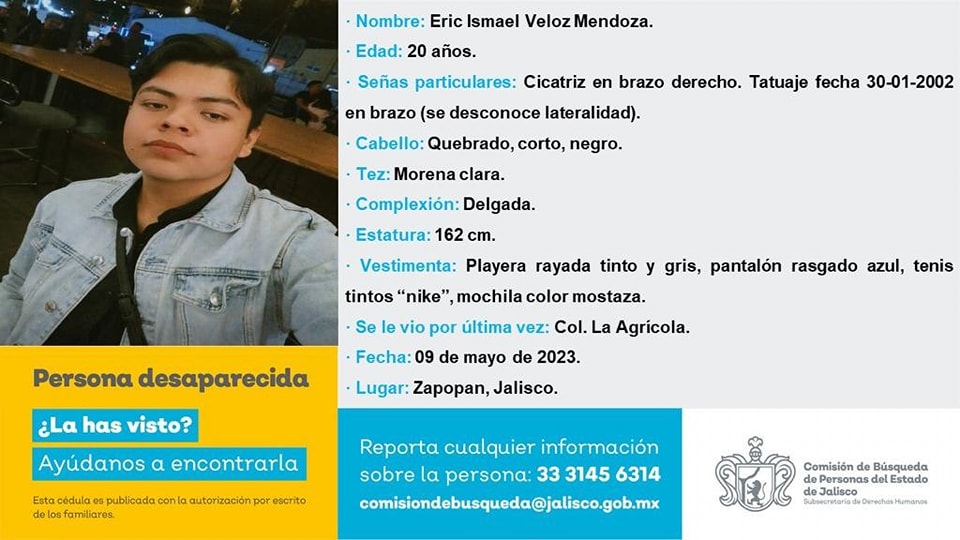 · Nombre: Eric Ismael Veloz Mendoza.
· Edad: 20 años.
· Señas particulares: Cicatriz en brazo derecho. Tatuaje fecha 30-01-2002
en brazo (se desconoce lateralidad).
· Cabello: Quebrado, corto, negro.
· Tez: Morena clara.
· Complexión: Delgada.
· Estatura: 162 cm.
· Vestimenta: Playera rayada tinto y gris, pantalón rasgado azul, tenis
tintos “nike”, mochila color mostaza.
· Se le vio por última vez: Col. La Agrícola.
· Fecha: 09 de mayo de 2023.
· Lugar: Zapopan, Jalisco.
Persona desaparecida
¿La has visto?
Ayúdanos a encontrarla
Esta cédula es publicada con la autorización por escrito
de los familiares.
Reporta cualquier información
sobre la persona: 33 3145 6314
comisiondebusqueda@jalisco.gob.mx
Comisión de Búsqueda
de Personas del Estado
de Jalisco
Subsecretaría de Derechos Humanos